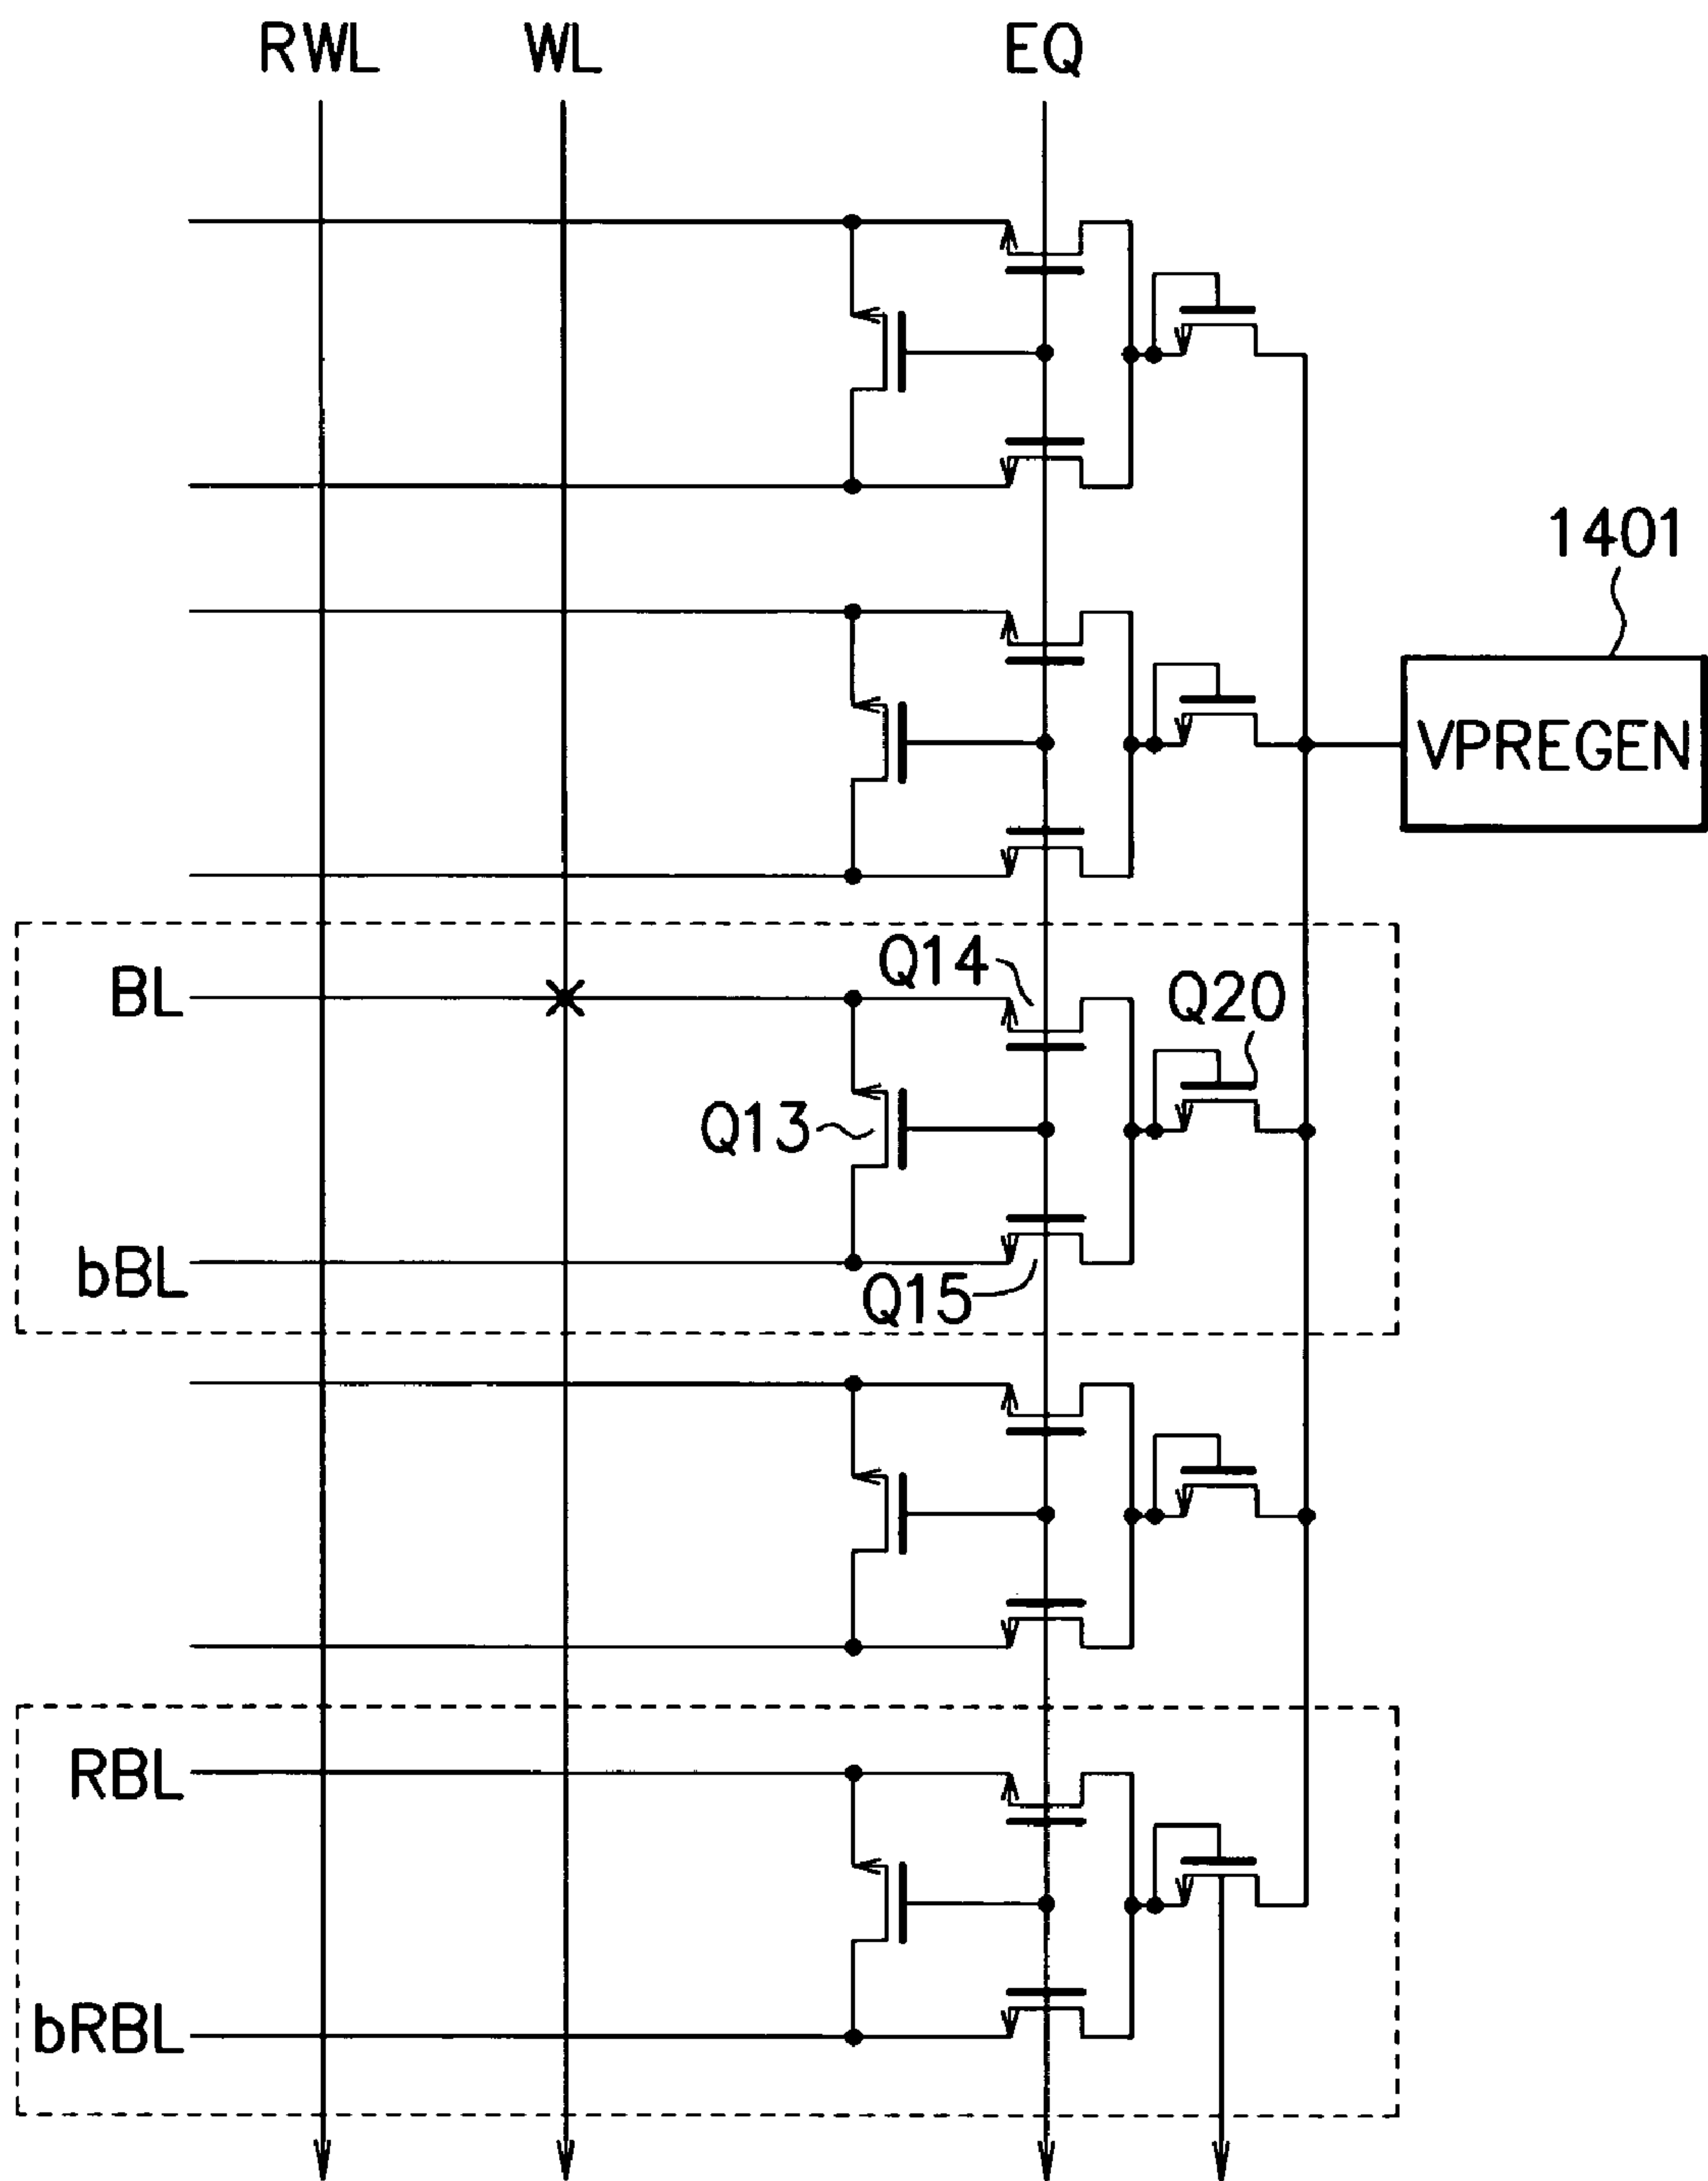 RWL WL EQ
1401
VPREGEN
BL
Q14
Q20
Q13
bBL
Q15
RBL
bRBL